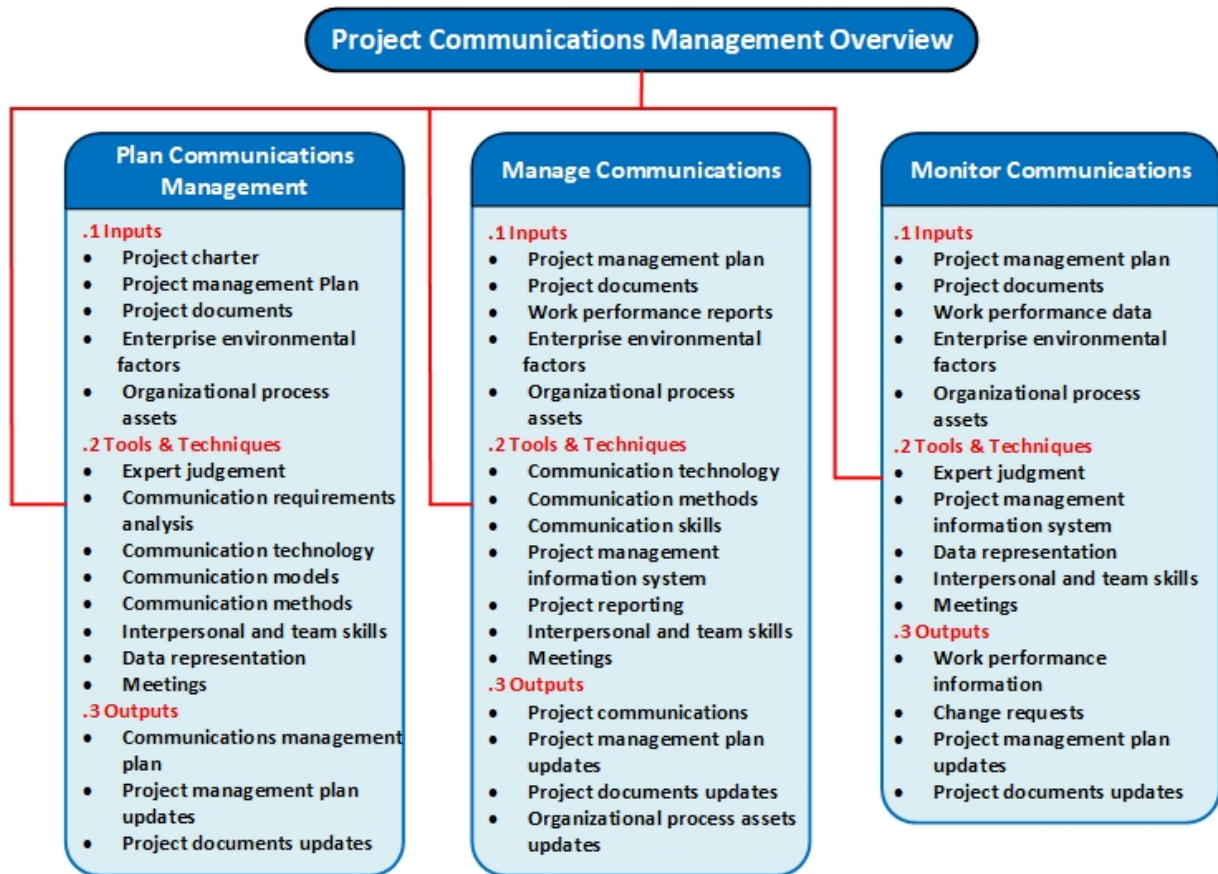 Project Communications Management Overview
Plan Communications
Management
.1 Inputs
• Project charter
• Project management Plan
• Project documents
• Enterprise environmental
factors
• Organizational process
assets
.2 Tools & Techniques
• Expert judgement
• Communication requirements
analysis
• Communication technology
• Communication models
• Communication methods
• Interpersonal and team skills
• Data representation
• Meetings
.3 Outputs
• Communications management
plan
• Project management plan
updates
• Project documents updates
Manage Communications
.1 Inputs
• Project management plan
• Project documents
• Work performance reports
• Enterprise environmental
factors
• Organizational process
assets
.2 Tools & Techniques
• Communication technology
• Communication methods
• Communication skills
• Project management
information system
• Project reporting
• Interpersonal and team skills
• Meetings
.3 Outputs
• Project communications
• Project management plan
updates
• Project documents updates
• Organizational process assets
updates
Monitor Communications
.1 Inputs
• Project management plan
• Project documents
• Work performance data
• Enterprise environmental
factors
• Organizational process
assets
.2 Tools & Techniques
• Expert judgment
• Project management
information system
• Data representation
• Interpersonal and team skills
• Meetings
.3 Outputs
• Work performance
information
• Change requests
• Project management plan
updates
• Project documents updates